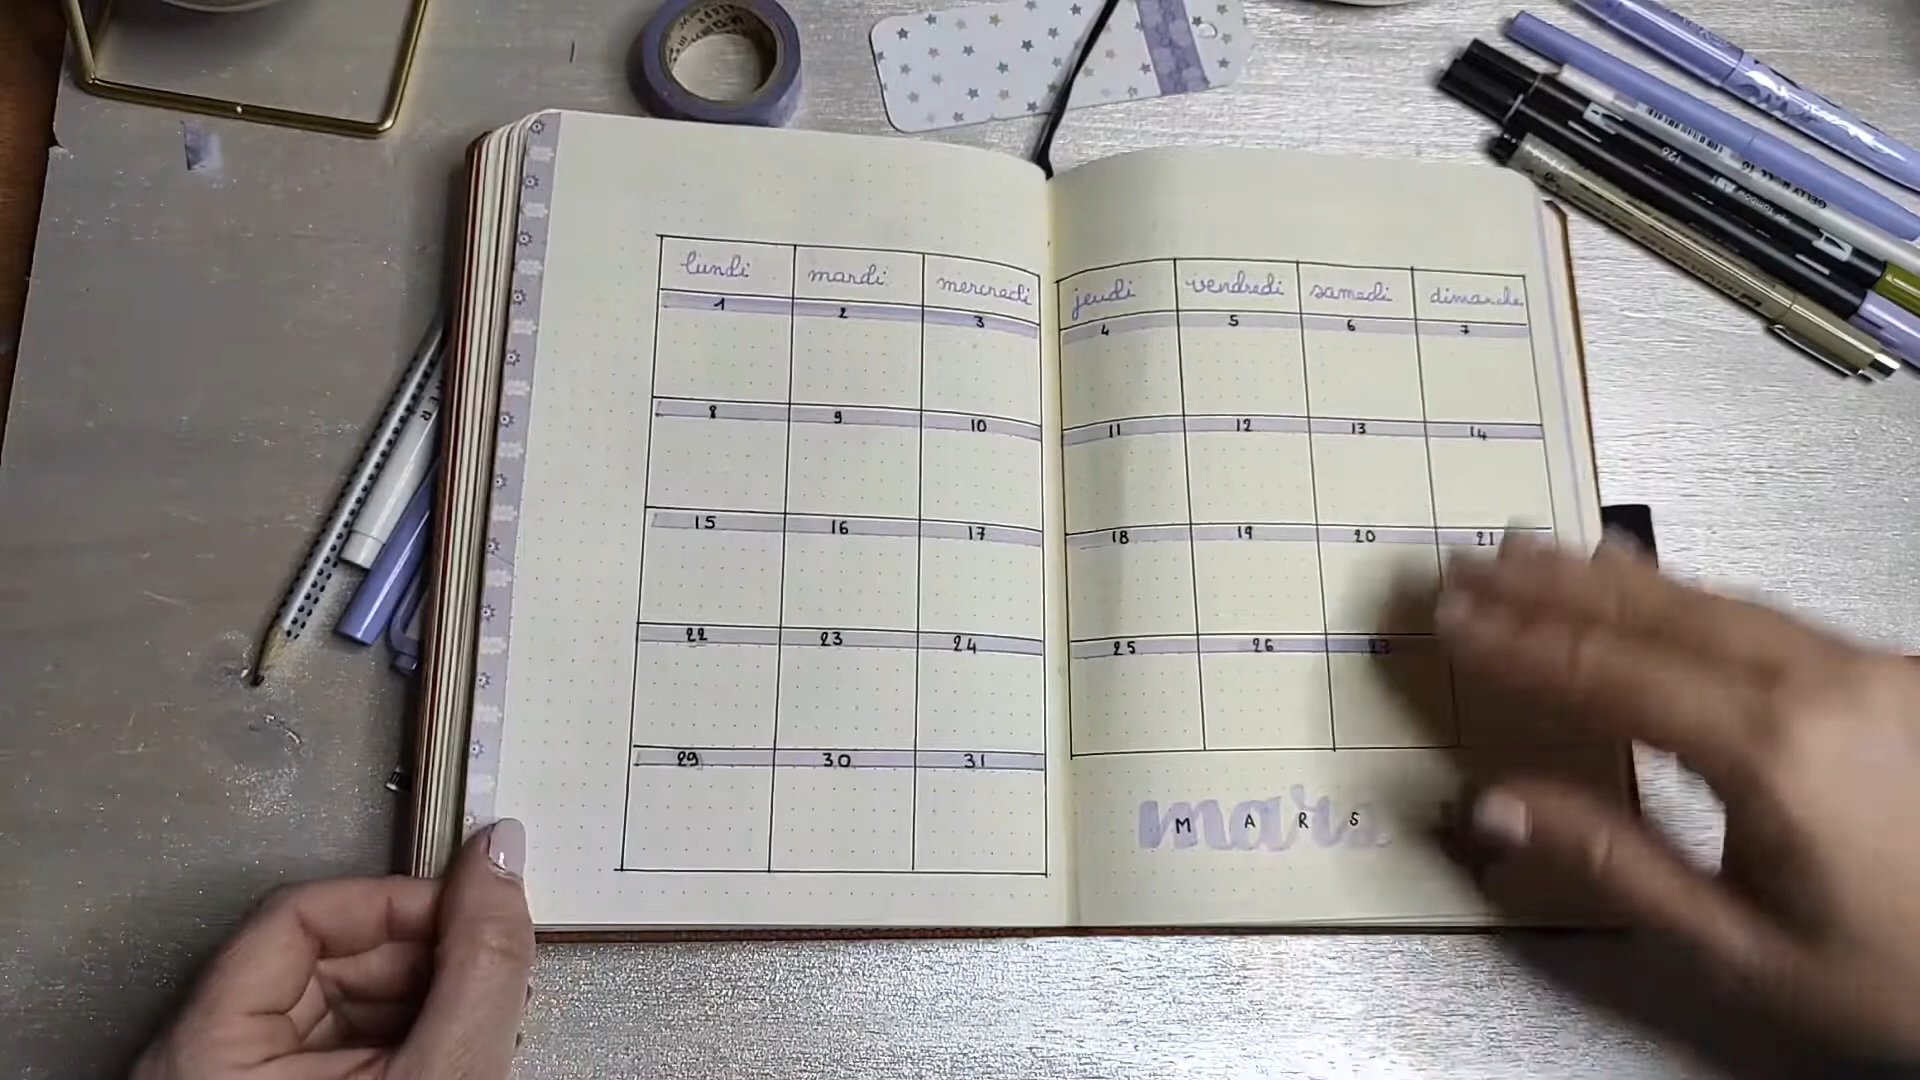 lundi mardi mercredi jeudi vendredi samedi dimanche
1 2 3 4 5 6 7
8 9 10 11 12 13 14
15 16 17 18 19 20 21
22 23 24 25 26 27
29 30 31
mars
M A R S